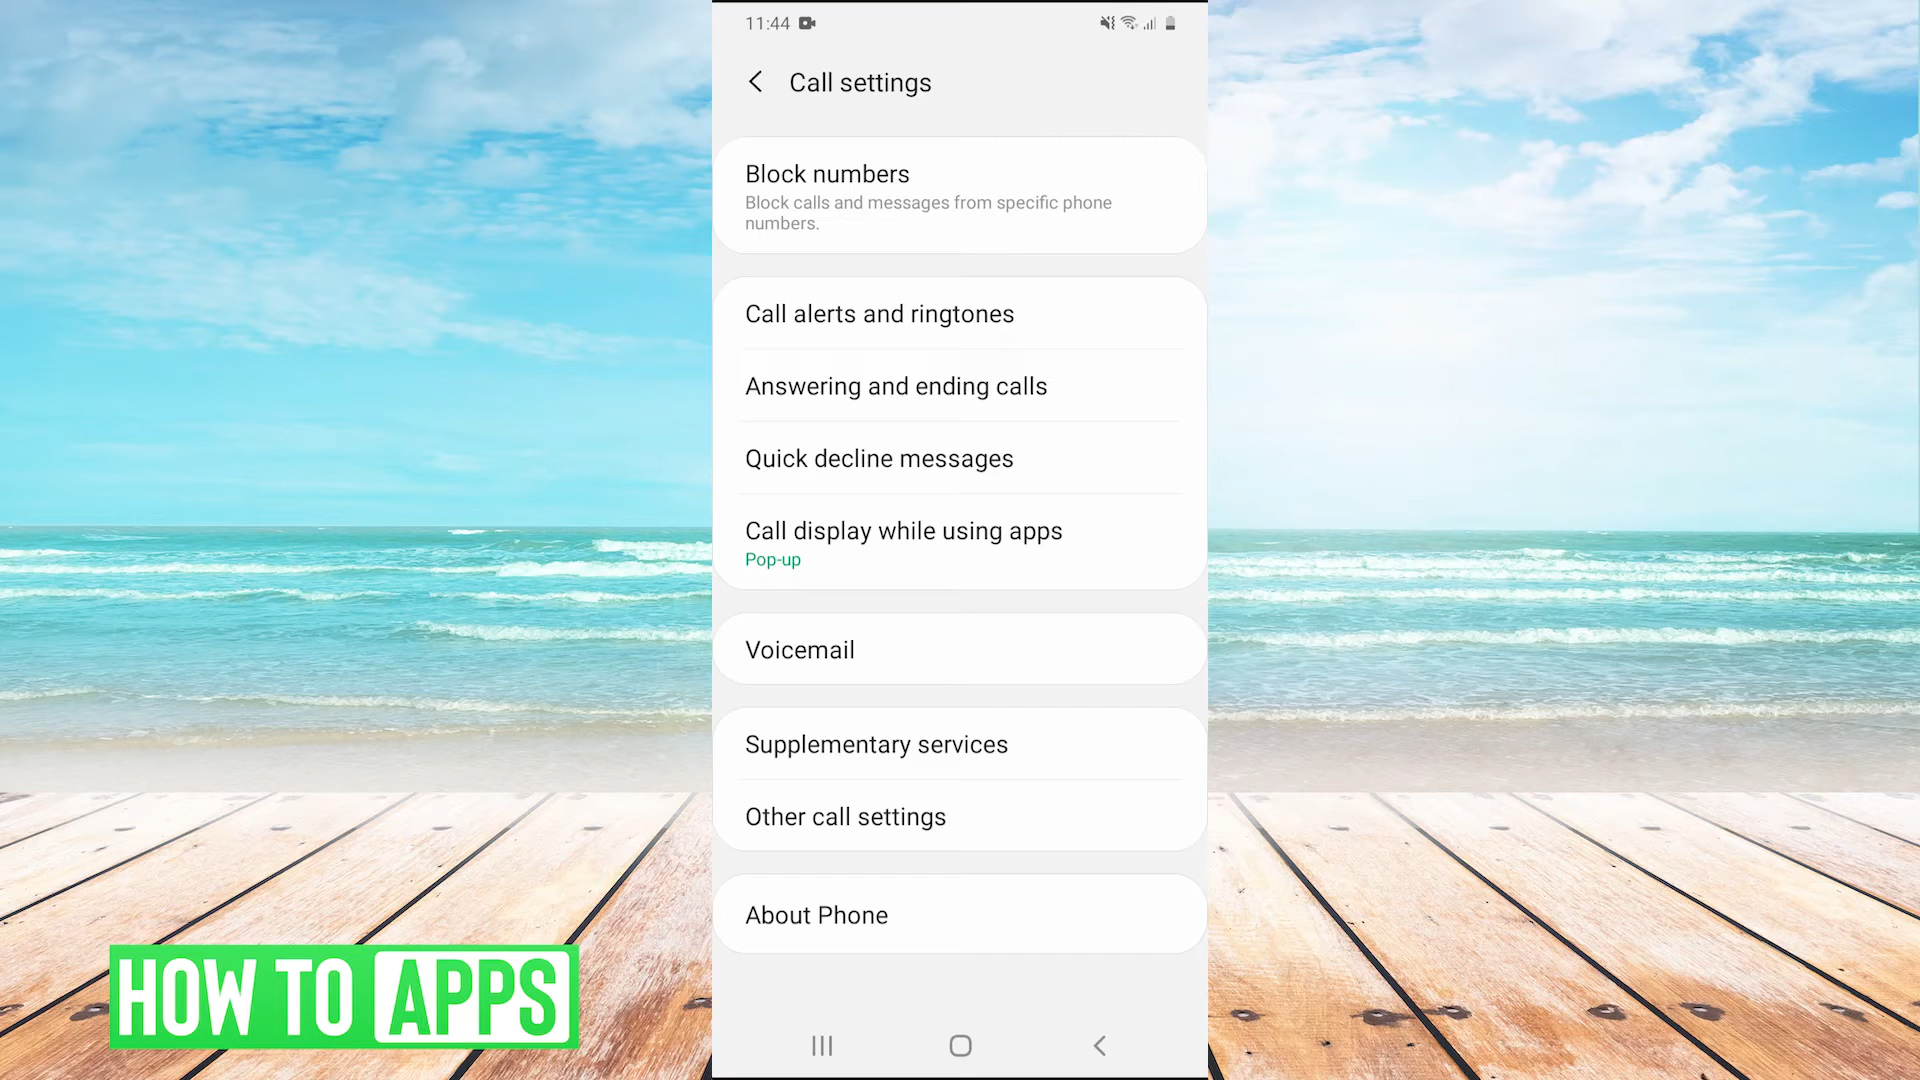 11:44
Call settings
Block numbers
Block calls and messages from specific phone
numbers.
Call alerts and ringtones
Answering and ending calls
Quick decline messages
Call display while using apps
Pop-up
Voicemail
Supplementary services
Other call settings
About Phone
HOW TO APPS